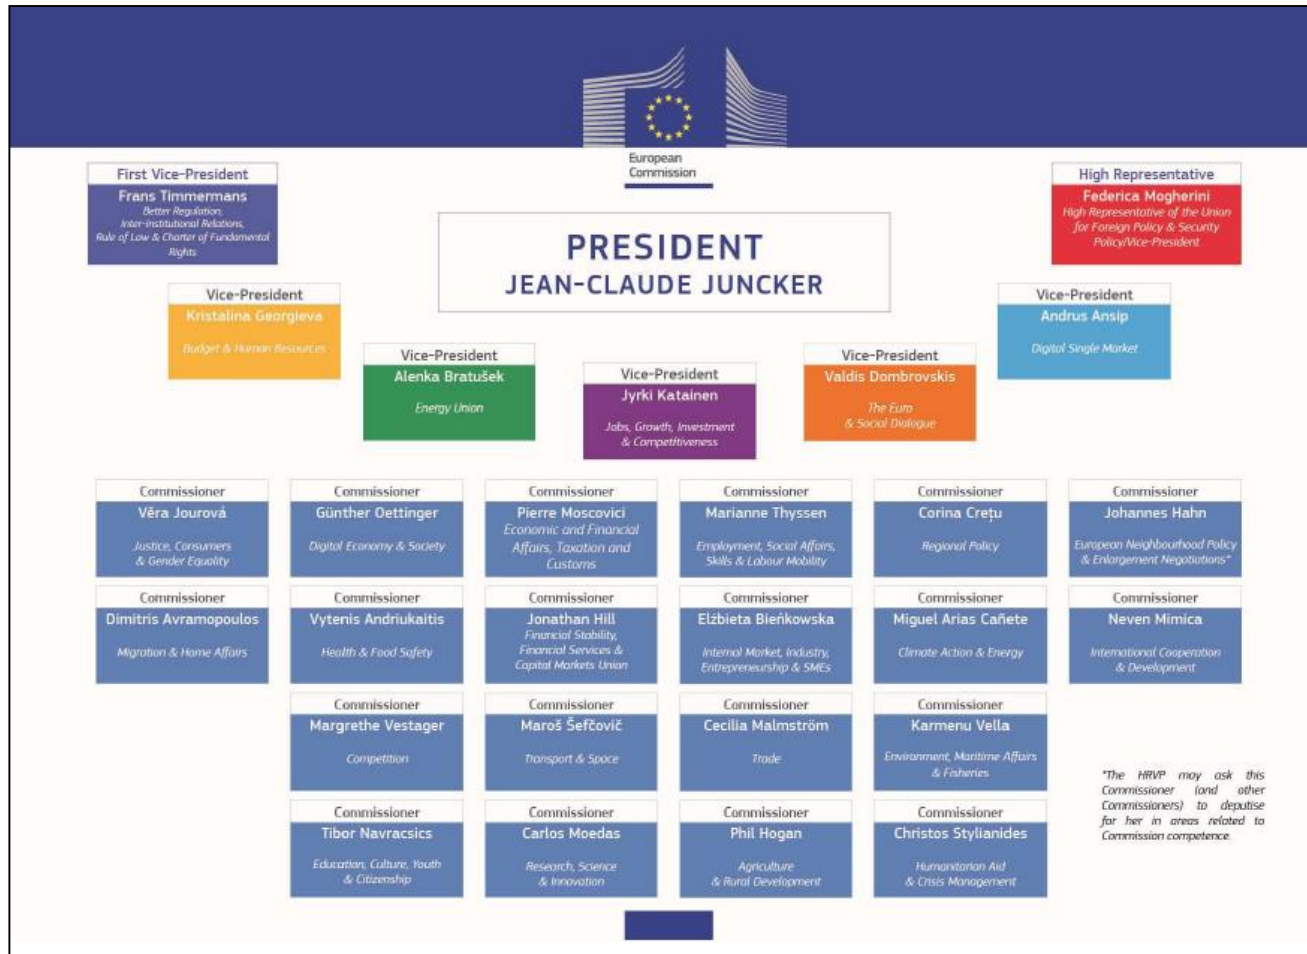 European
Commission
First Vice-President
Frans Timmermans
Better Regulation,
Inter-Institutional Relations,
Rule of Law & Charter of Fundamental
Rights
High Representative
Federica Mogherini
High Representative of the Union
for Foreign Policy & Security
Policy/Vice-President
PRESIDENT
JEAN-CLAUDE JUNCKER
Vice-President
Kristalina Georgieva
Budget & Human Resources
Vice-President
Andrus Ansip
Digital Single Market
Vice-President
Alenka Bratušek
Energy Union
Vice-President
Jyrki Katainen
Jobs, Growth, Investment
& Competitiveness
Vice-President
Valdis Dombrovskis
The Euro
& Social Dialogue
Commissioner
Věra Jourová
Justice, Consumers
& Gender Equality
Commissioner
Günther Oettinger
Digital Economy & Society
Commissioner
Pierre Moscovici
Economic and Financial
Affairs, Taxation and
Customs
Commissioner
Marianne Thyssen
Employment, Social Affairs,
Skills & Labour Mobility
Commissioner
Corina Crețu
Regional Policy
Commissioner
Johannes Hahn
European Neighbourhood Policy
& Enlargement Negotiations*
Commissioner
Dimitris Avramopoulos
Migration & Home Affairs
Commissioner
Vytenis Andriukaitis
Health & Food Safety
Commissioner
Jonathan Hill
Financial Stability,
Financial Services &
Capital Markets Union
Commissioner
Elżbieta Bieńkowska
Internal Market, Industry,
Entrepreneurship & SMEs
Commissioner
Miguel Arias Cañete
Climate Action & Energy
Commissioner
Neven Mimica
International Cooperation
& Development
Commissioner
Margrethe Vestager
Competition
Commissioner
Maroš Šefčovič
Transport & Space
Commissioner
Cecilia Malmström
Trade
Commissioner
Karmenu Vella
Environment, Maritime Affairs
& Fisheries
Commissioner
Tibor Navracsics
Education, Culture, Youth
& Citizenship
Commissioner
Carlos Moedas
Research, Science
& Innovation
Commissioner
Phil Hogan
Agriculture
& Rural Development
Commissioner
Christos Stylianides
Humanitarian Aid
& Crisis Management
*The HRVP may ask this
Commissioner (and other
Commissioners) to deputise
for her in areas related to
Commission competence.